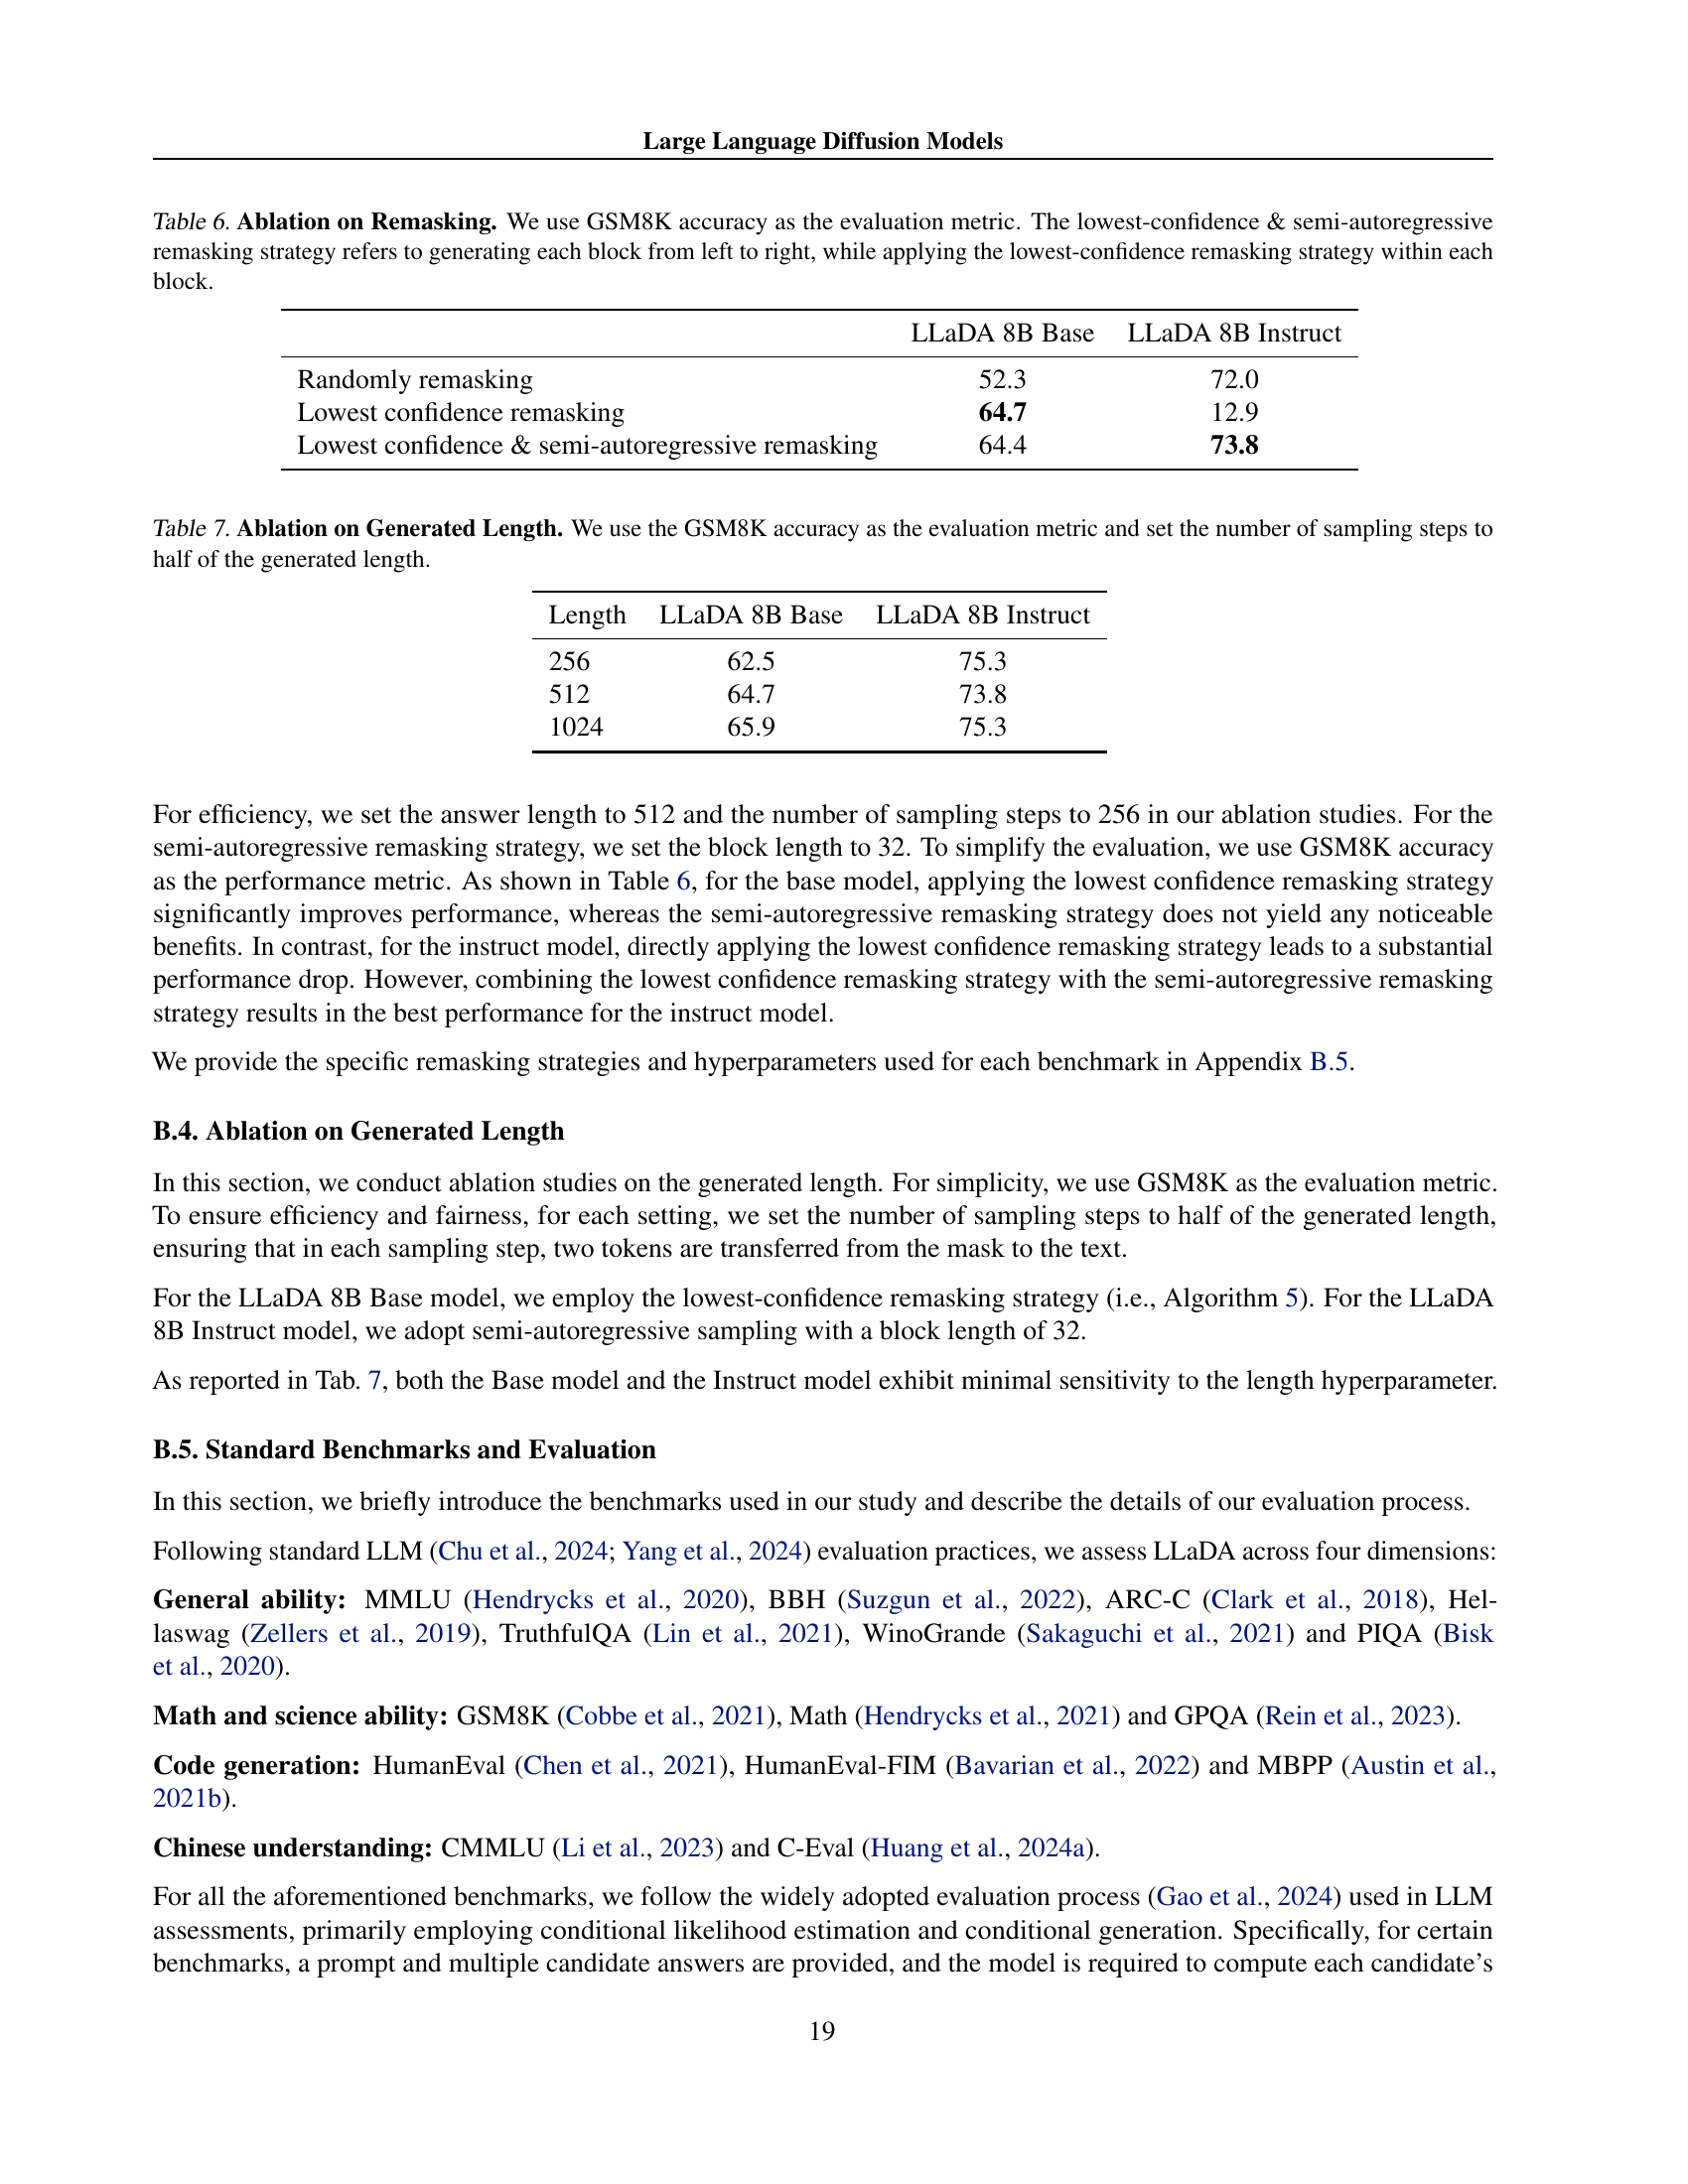 Large Language Diffusion Models
Table 6. Ablation on Remasking. We use GSM8K accuracy as the evaluation metric. The lowest-confidence & semi-autoregressive
remasking strategy refers to generating each block from left to right, while applying the lowest-confidence remasking strategy within each
block.
LLaDA 8B Base LLaDA 8B Instruct
Randomly remasking 52.3 72.0
Lowest confidence remasking 64.7 12.9
Lowest confidence & semi-autoregressive remasking 64.4 73.8
Table 7. Ablation on Generated Length. We use the GSM8K accuracy as the evaluation metric and set the number of sampling steps to
half of the generated length.
Length LLaDA 8B Base LLaDA 8B Instruct
256 62.5 75.3
512 64.7 73.8
1024 65.9 75.3
For efficiency, we set the answer length to 512 and the number of sampling steps to 256 in our ablation studies. For the
semi-autoregressive remasking strategy, we set the block length to 32. To simplify the evaluation, we use GSM8K accuracy
as the performance metric. As shown in Table 6, for the base model, applying the lowest confidence remasking strategy
significantly improves performance, whereas the semi-autoregressive remasking strategy does not yield any noticeable
benefits. In contrast, for the instruct model, directly applying the lowest confidence remasking strategy leads to a substantial
performance drop. However, combining the lowest confidence remasking strategy with the semi-autoregressive remasking
strategy results in the best performance for the instruct model.
We provide the specific remasking strategies and hyperparameters used for each benchmark in Appendix B.5.
B.4. Ablation on Generated Length
In this section, we conduct ablation studies on the generated length. For simplicity, we use GSM8K as the evaluation metric.
To ensure efficiency and fairness, for each setting, we set the number of sampling steps to half of the generated length,
ensuring that in each sampling step, two tokens are transferred from the mask to the text.
For the LLaDA 8B Base model, we employ the lowest-confidence remasking strategy (i.e., Algorithm 5). For the LLaDA
8B Instruct model, we adopt semi-autoregressive sampling with a block length of 32.
As reported in Tab. 7, both the Base model and the Instruct model exhibit minimal sensitivity to the length hyperparameter.
B.5. Standard Benchmarks and Evaluation
In this section, we briefly introduce the benchmarks used in our study and describe the details of our evaluation process.
Following standard LLM (Chu et al., 2024; Yang et al., 2024) evaluation practices, we assess LLaDA across four dimensions:
General ability: MMLU (Hendrycks et al., 2020), BBH (Suzgun et al., 2022), ARC-C (Clark et al., 2018), Hel-
laswag (Zellers et al., 2019), TruthfulQA (Lin et al., 2021), WinoGrande (Sakaguchi et al., 2021) and PIQA (Bisk
et al., 2020).
Math and science ability: GSM8K (Cobbe et al., 2021), Math (Hendrycks et al., 2021) and GPQA (Rein et al., 2023).
Code generation: HumanEval (Chen et al., 2021), HumanEval-FIM (Bavarian et al., 2022) and MBPP (Austin et al.,
2021b).
Chinese understanding: CMMLU (Li et al., 2023) and C-Eval (Huang et al., 2024a).
For all the aforementioned benchmarks, we follow the widely adopted evaluation process (Gao et al., 2024) used in LLM
assessments, primarily employing conditional likelihood estimation and conditional generation. Specifically, for certain
benchmarks, a prompt and multiple candidate answers are provided, and the model is required to compute each candidate's
19